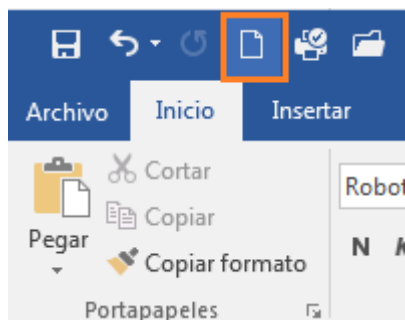 Archivo Inicio Insertar
Cortar
Copiar
Pegar
Copiar formato
Portapapeles
Robot
N K